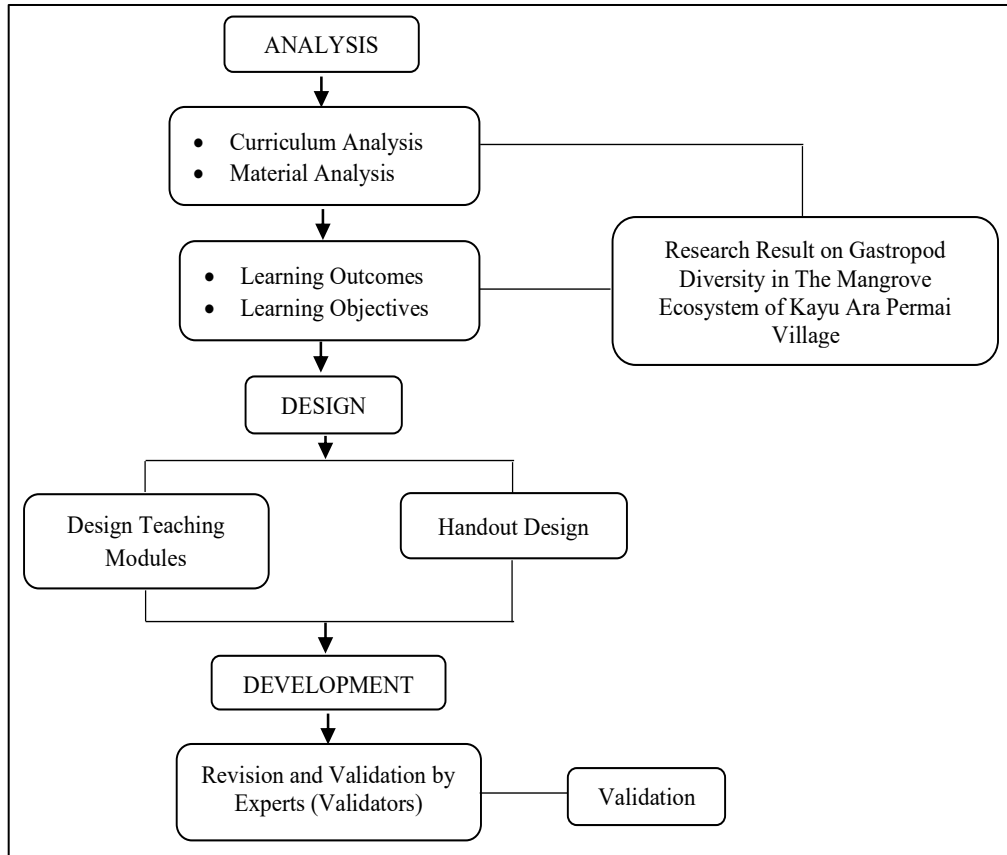 ANALYSIS
• Curriculum Analysis
• Material Analysis
• Learning Outcomes
• Learning Objectives
Research Result on Gastropod
Diversity in The Mangrove
Ecosystem of Kayu Ara Permai
Village
DESIGN
Design Teaching
Modules
Handout Design
DEVELOPMENT
Revision and Validation by
Experts (Validators)
Validation